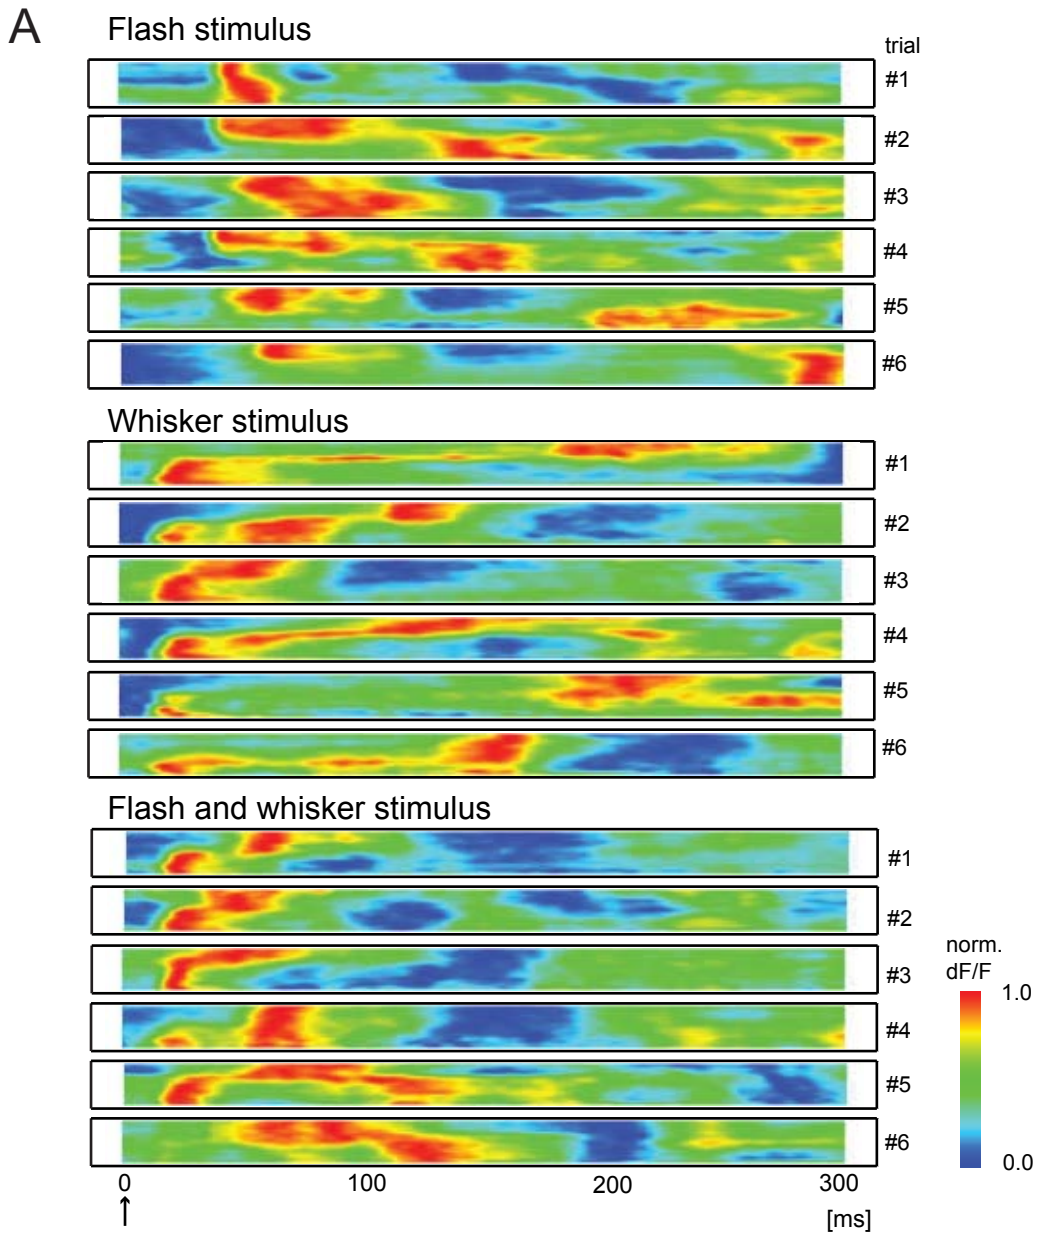 A
Flash stimulus
trial
#1
#2
#3
#4
#5
#6
Whisker stimulus
#1
#2
#3
#4
#5
#6
Flash and whisker stimulus
#1
#2
#3
#4
#5
#6
norm.
dF/F
1.0
0.0
0 100 200 300
[ms]